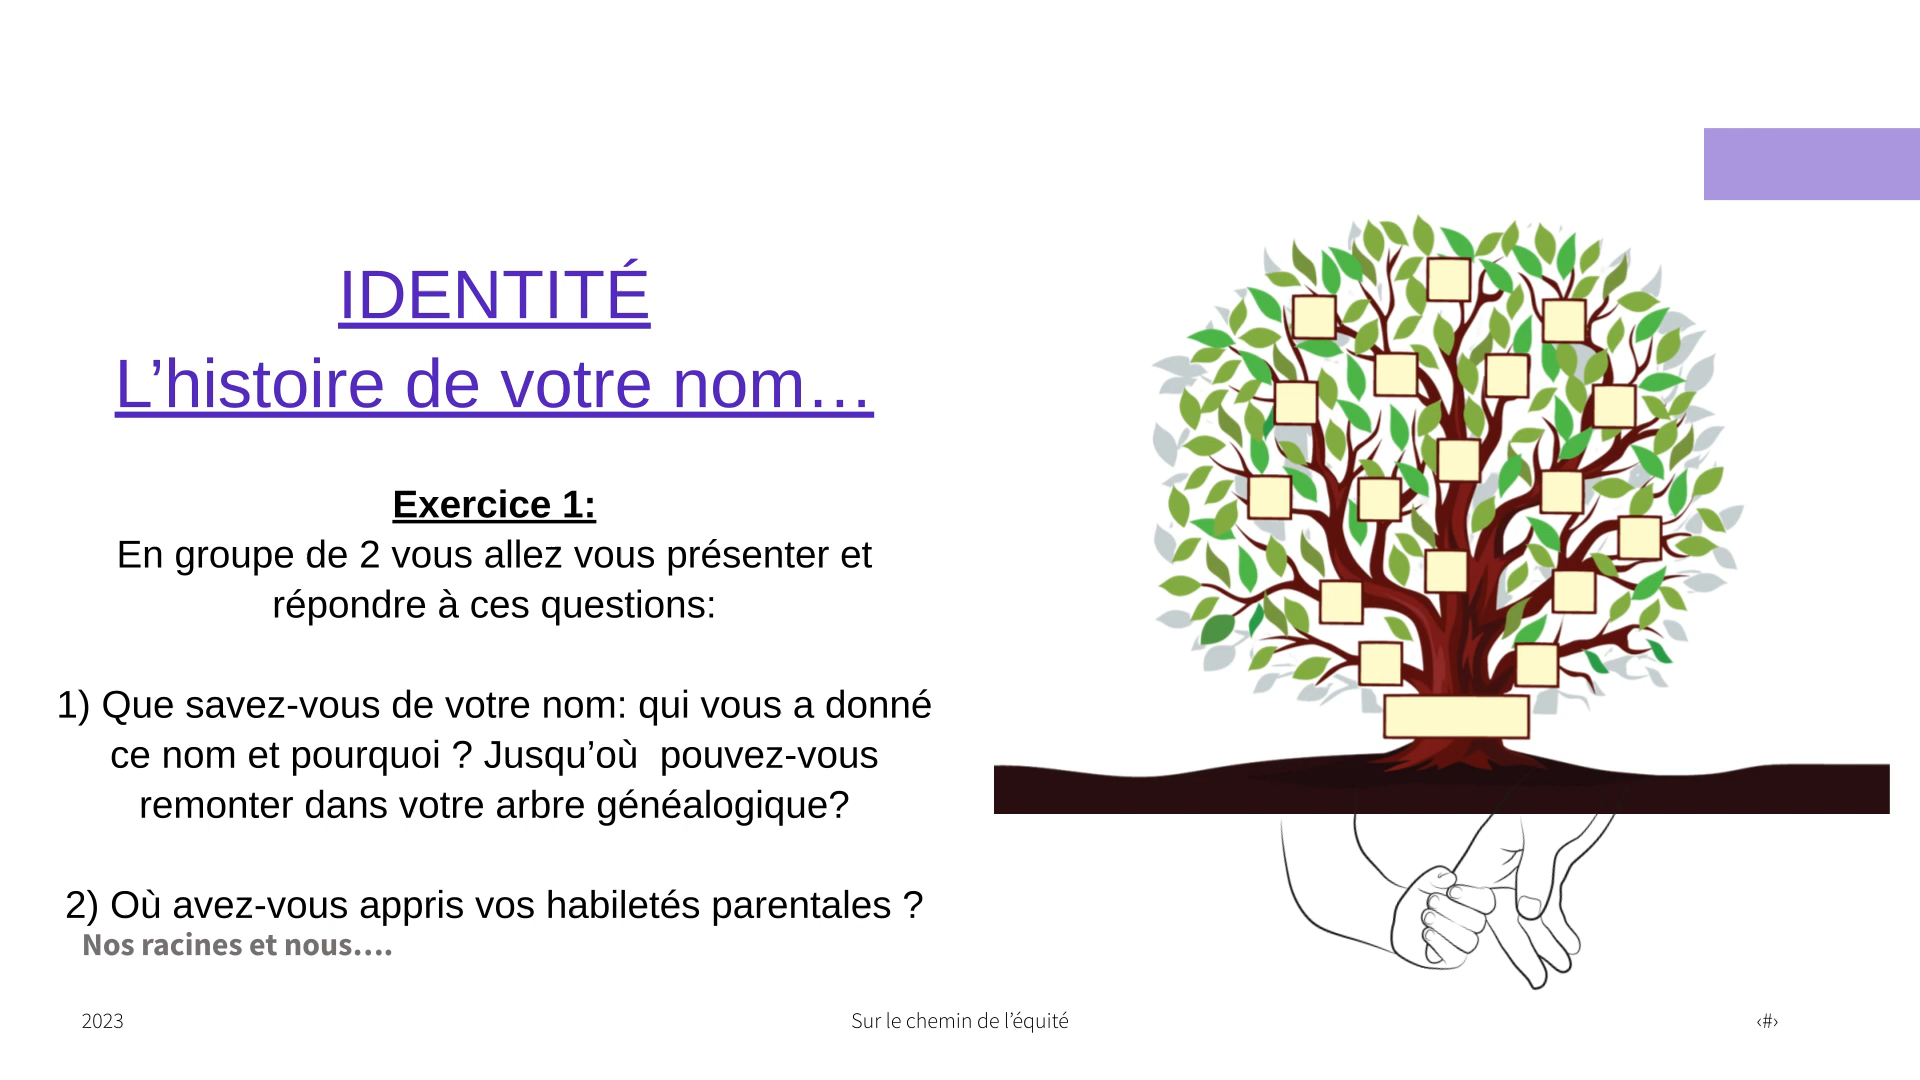 IDENTITÉ
L’histoire de votre nom…
Exercice 1:
En groupe de 2 vous allez vous présenter et
répondre à ces questions:
1) Que savez-vous de votre nom: qui vous a donné
ce nom et pourquoi ? Jusqu’où  pouvez-vous
remonter dans votre arbre généalogique?
2) Où avez-vous appris vos habiletés parentales ?
Nos racines et nous….
2023
Sur le chemin de l’équité
‹#›